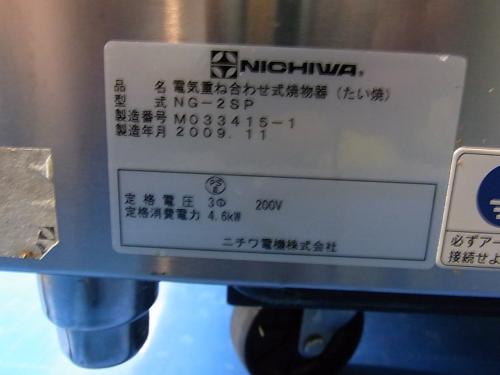 NICHIWA®
品 名 電気重ね合わせ式焼物器 (たい焼)
型 式 NG-2SP
製造番号 M033415-1
製造年月 2009.11
PS
E
定格電圧 3Φ 200V
定格消費電力 4.6kW
ニチワ電機株式会社
必ずアー
接続せよ